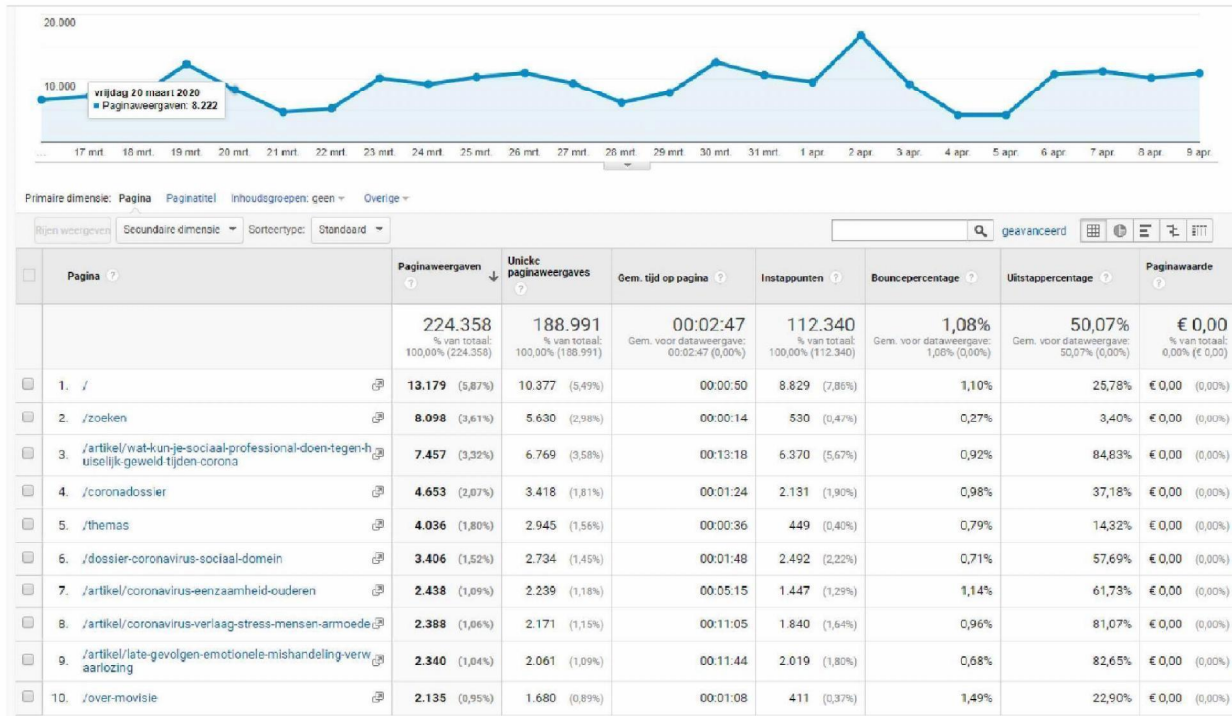 20.000
10.000
vrijdag 20 maart 2020
Paginaweergaven: 8.222
... 17 mrt. 18 mrt. 19 mrt. 20 mrt. 21 mrt. 22 mrt. 23 mrt. 24 mrt. 25 mrt. 26 mrt. 27 mrt. 28 mrt. 29 mrt. 30 mrt. 31 mrt. 1 apr. 2 apr. 3 apr. 4 apr. 5 apr. 6 apr. 7 apr. 8 apr. 9 apr.
Primaire dimensie: Pagina Paginatitel Inhoudsgroepen: geen Overige
Rijen weergeven Secundaire dimensie Sorteertype: Standaard geavanceerd
Pagina ? Paginaweergaven ? Unieke paginaweergaves ? Gem. tijd op pagina ? Instappunten ? Bouncepercentage ? Uitstappercentage ? Paginawaarde ?
224.358 188.991 00:02:47 112.340 1,08% 50,07% € 0,00
% van totaal: % van totaal: Gem. voor dataweergave: % van totaal: Gem. voor dataweergave: Gem. voor dataweergave: % van totaal:
100,00% (224.358) 100,00% (188.991) 00:02:47 (0,00%) 100,00% (112.340) 1,08% (0,00%) 50,07% (0,00%) 0,00% (€ 0,00)
1. / 13.179 (5,87%) 10.377 (5,49%) 00:00:50 8.829 (7,86%) 1,10% 25,78% € 0,00 (0,00%)
2. /zoeken 8.098 (3,61%) 5.630 (2,98%) 00:00:14 530 (0,47%) 0,27% 3,40% € 0,00 (0,00%)
3. /artikel/wat-kun-je-sociaal-professional-doen-tegen-h
uiselijk-geweld-tijden-corona 7.457 (3,32%) 6.769 (3,58%) 00:13:18 6.370 (5,67%) 0,92% 84,83% € 0,00 (0,00%)
4. /coronadossier 4.653 (2,07%) 3.418 (1,81%) 00:01:24 2.131 (1,90%) 0,98% 37,18% € 0,00 (0,00%)
5. /themas 4.036 (1,80%) 2.945 (1,56%) 00:00:36 449 (0,40%) 0,79% 14,32% € 0,00 (0,00%)
6. /dossier-coronavirus-sociaal-domein 3.406 (1,52%) 2.734 (1,45%) 00:01:48 2.492 (2,22%) 0,71% 57,69% € 0,00 (0,00%)
7. /artikel/coronavirus-eenzaamheid-ouderen 2.438 (1,09%) 2.239 (1,18%) 00:05:15 1.447 (1,29%) 1,14% 61,73% € 0,00 (0,00%)
8. /artikel/coronavirus-verlaag-stress-mensen-armoede 2.388 (1,06%) 2.171 (1,15%) 00:11:05 1.840 (1,64%) 0,96% 81,07% € 0,00 (0,00%)
9. /artikel/late-gevolgen-emotionele-mishandeling-verw
aarlozing 2.340 (1,04%) 2.061 (1,09%) 00:11:44 2.019 (1,80%) 0,68% 82,65% € 0,00 (0,00%)
10. /over-movisie 2.135 (0,95%) 1.680 (0,89%) 00:01:08 411 (0,37%) 1,49% 22,90% € 0,00 (0,00%)